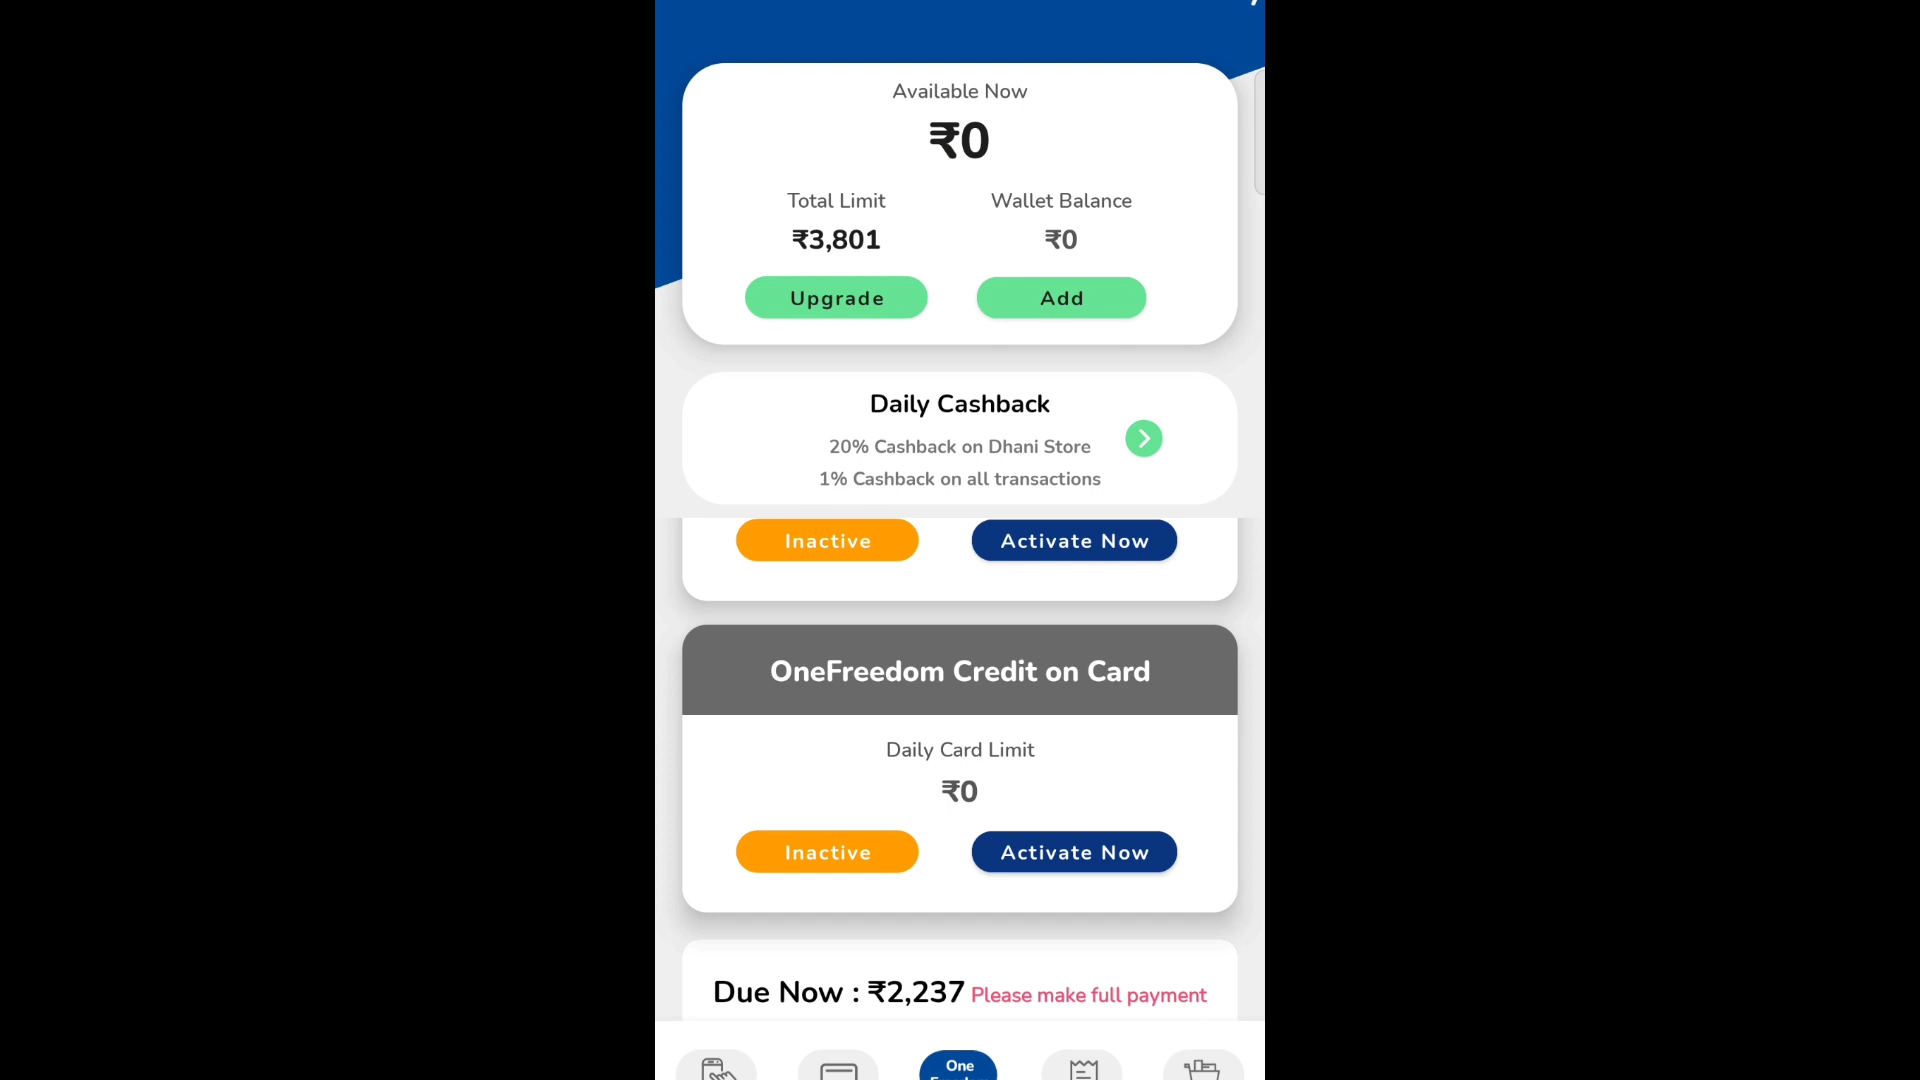 Available Now
₹0
Total Limit Wallet Balance
₹3,801 ₹0
Upgrade Add
Daily Cashback
20% Cashback on Dhani Store
1% Cashback on all transactions
Inactive Activate Now
OneFreedom Credit on Card
Daily Card Limit
₹0
Inactive Activate Now
Due Now : ₹2,237 Please make full payment
One